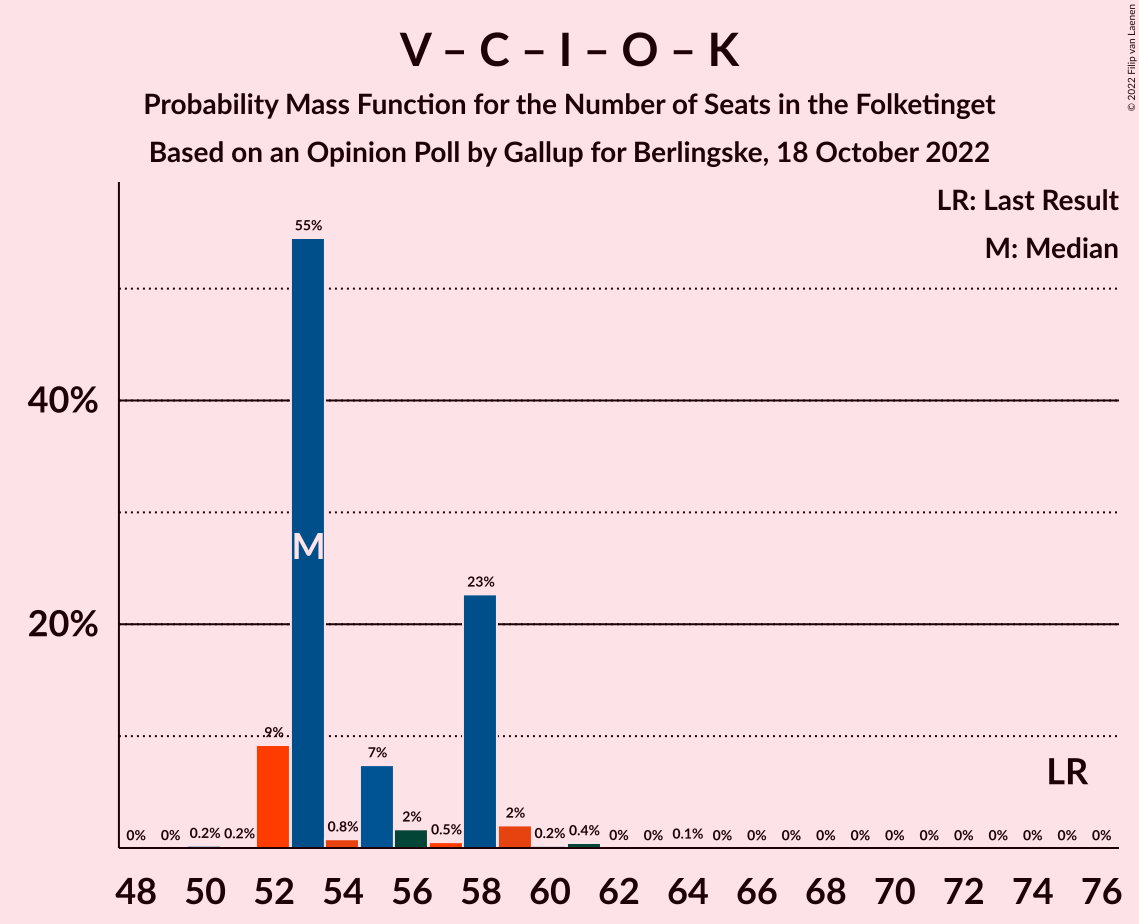 V – C – I – O – K
Probability Mass Function for the Number of Seats in the Folketinget
Based on an Opinion Poll by Gallup for Berlingske, 18 October 2022
© 2022 Filip van Laenen
LR: Last Result
M: Median
55%
40%
M
23%
20%
9%
7%
LR
0% 0% 0.2% 0.2% 0.8% 2% 0.5% 2% 0.2% 0.4% 0% 0% 0.1% 0% 0% 0% 0% 0% 0% 0% 0% 0% 0% 0% 0%
48 50 52 54 56 58 60 62 64 66 68 70 72 74 76